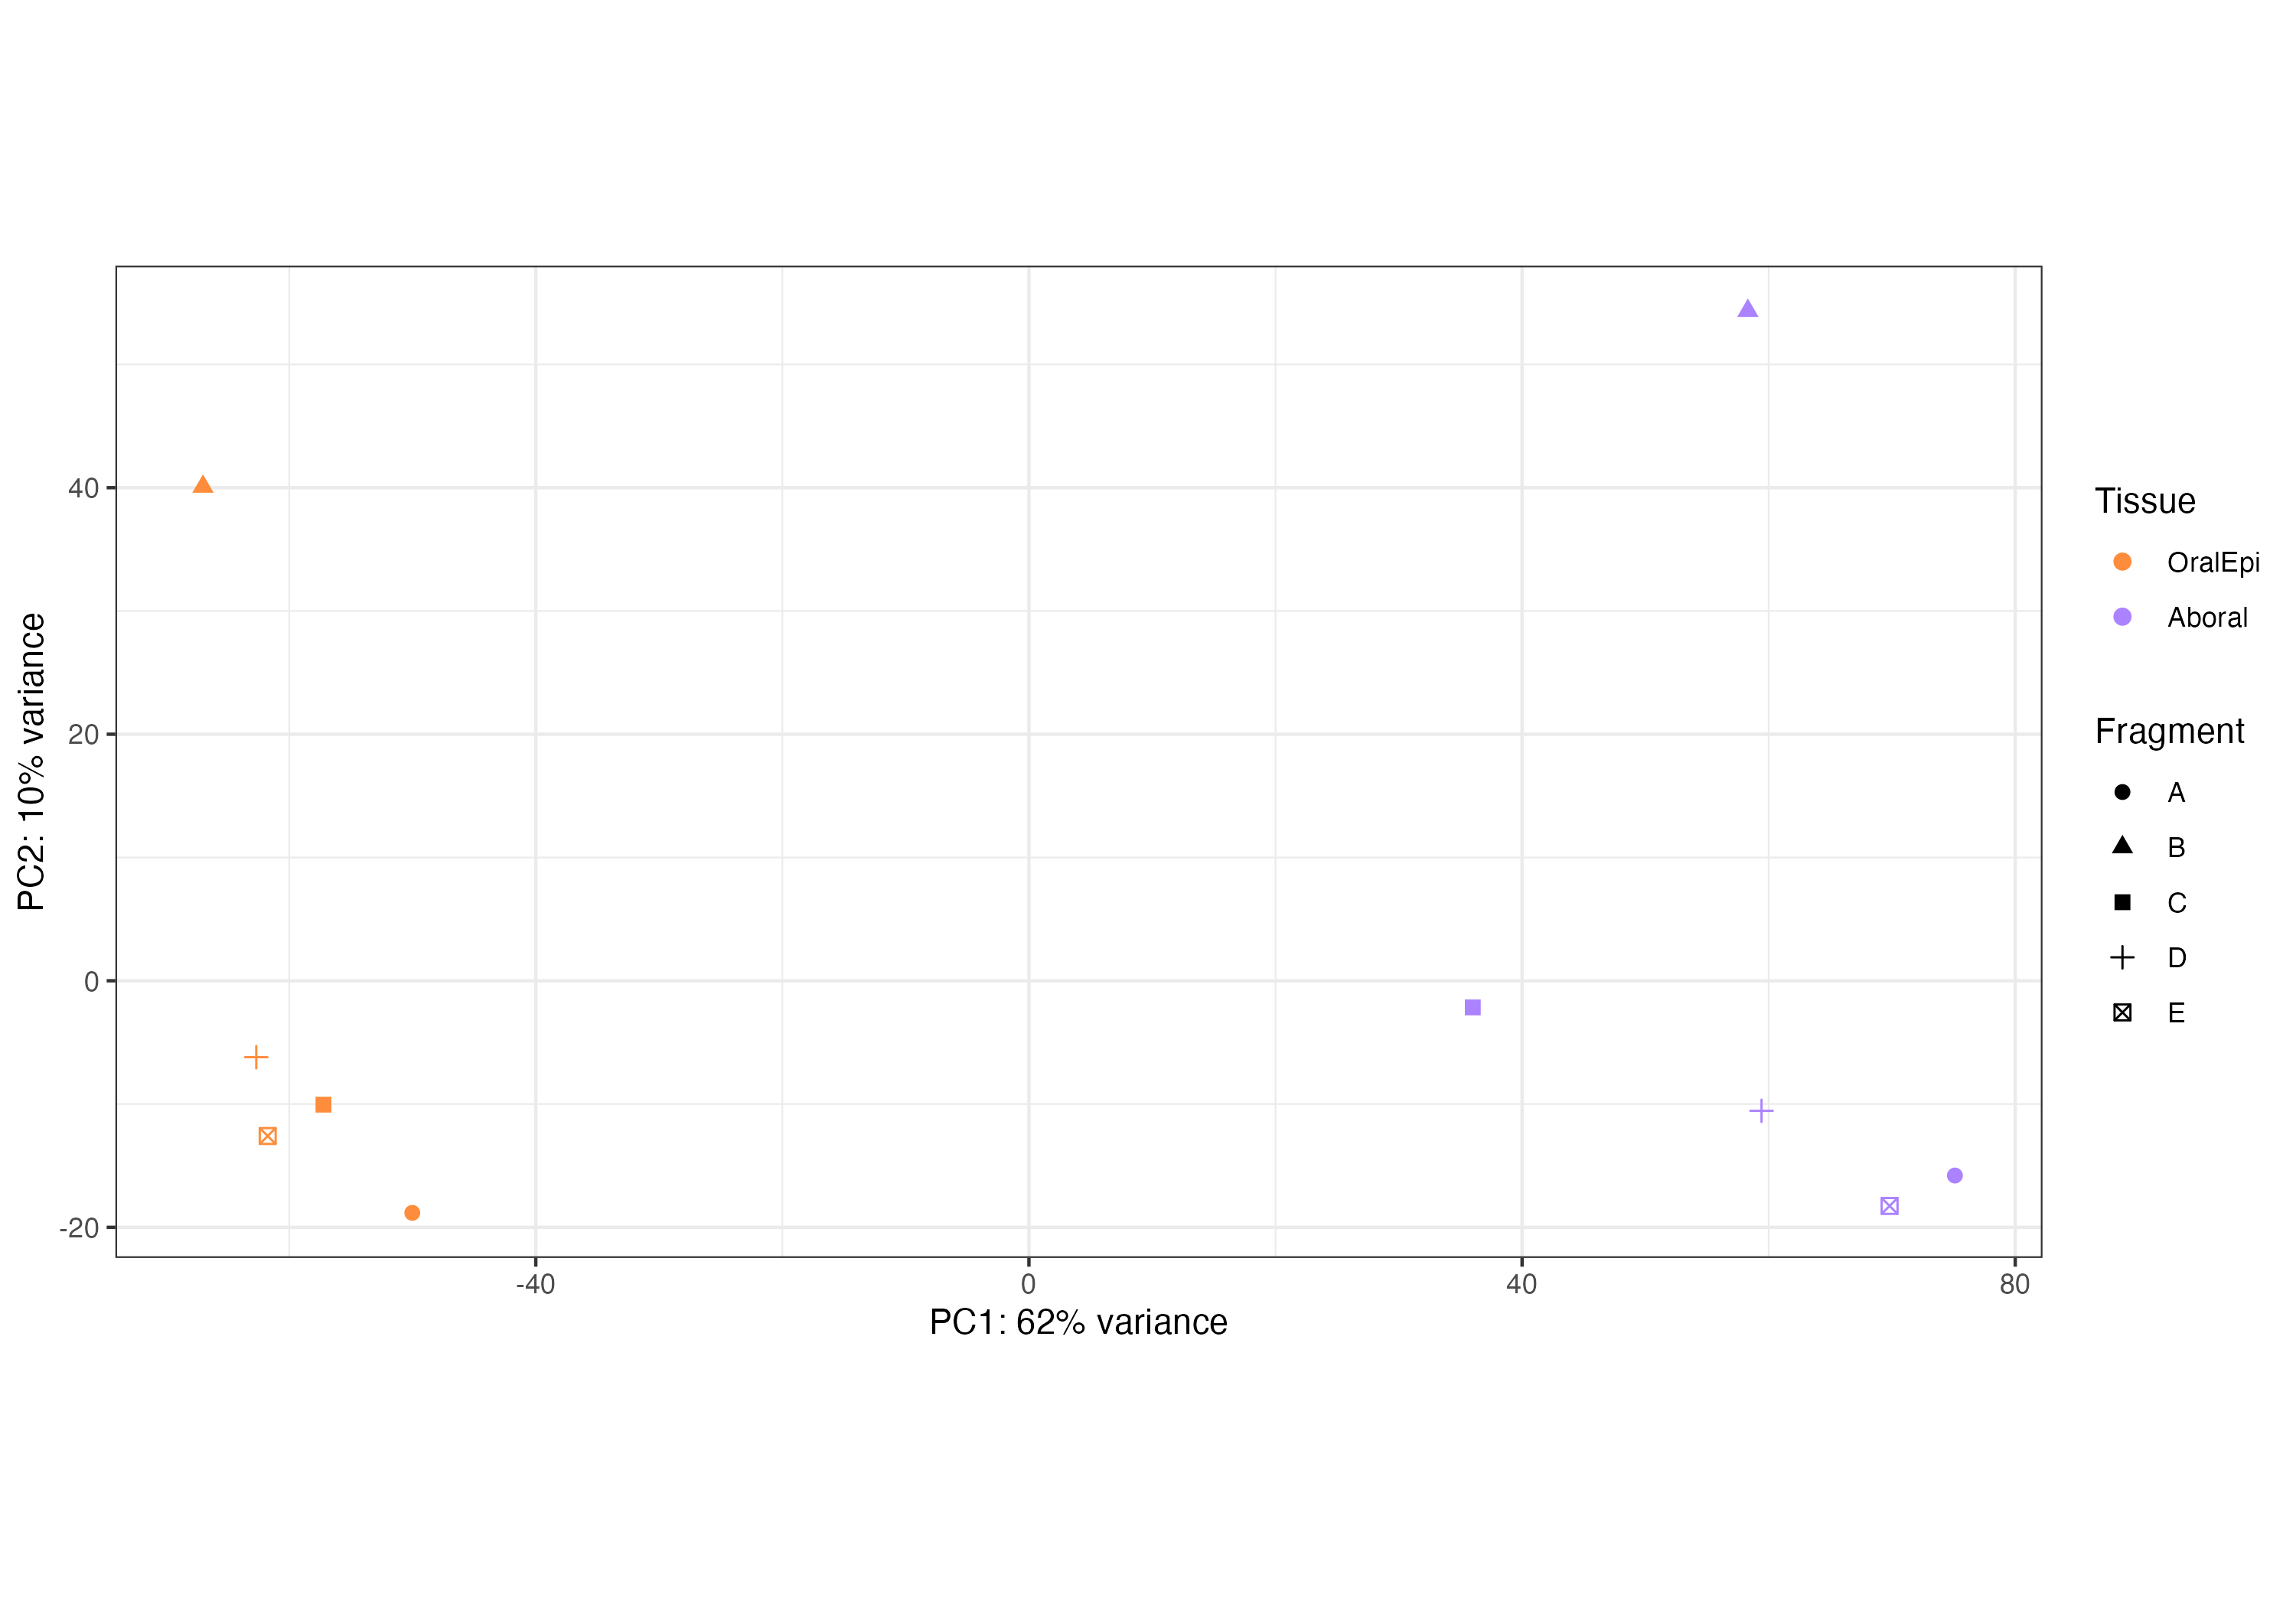 PC2: 10% variance
40
20
0
-20
-40
0
40
80
PC1: 62% variance
Tissue
OralEpi
Aboral
Fragment
A
B
C
D
E